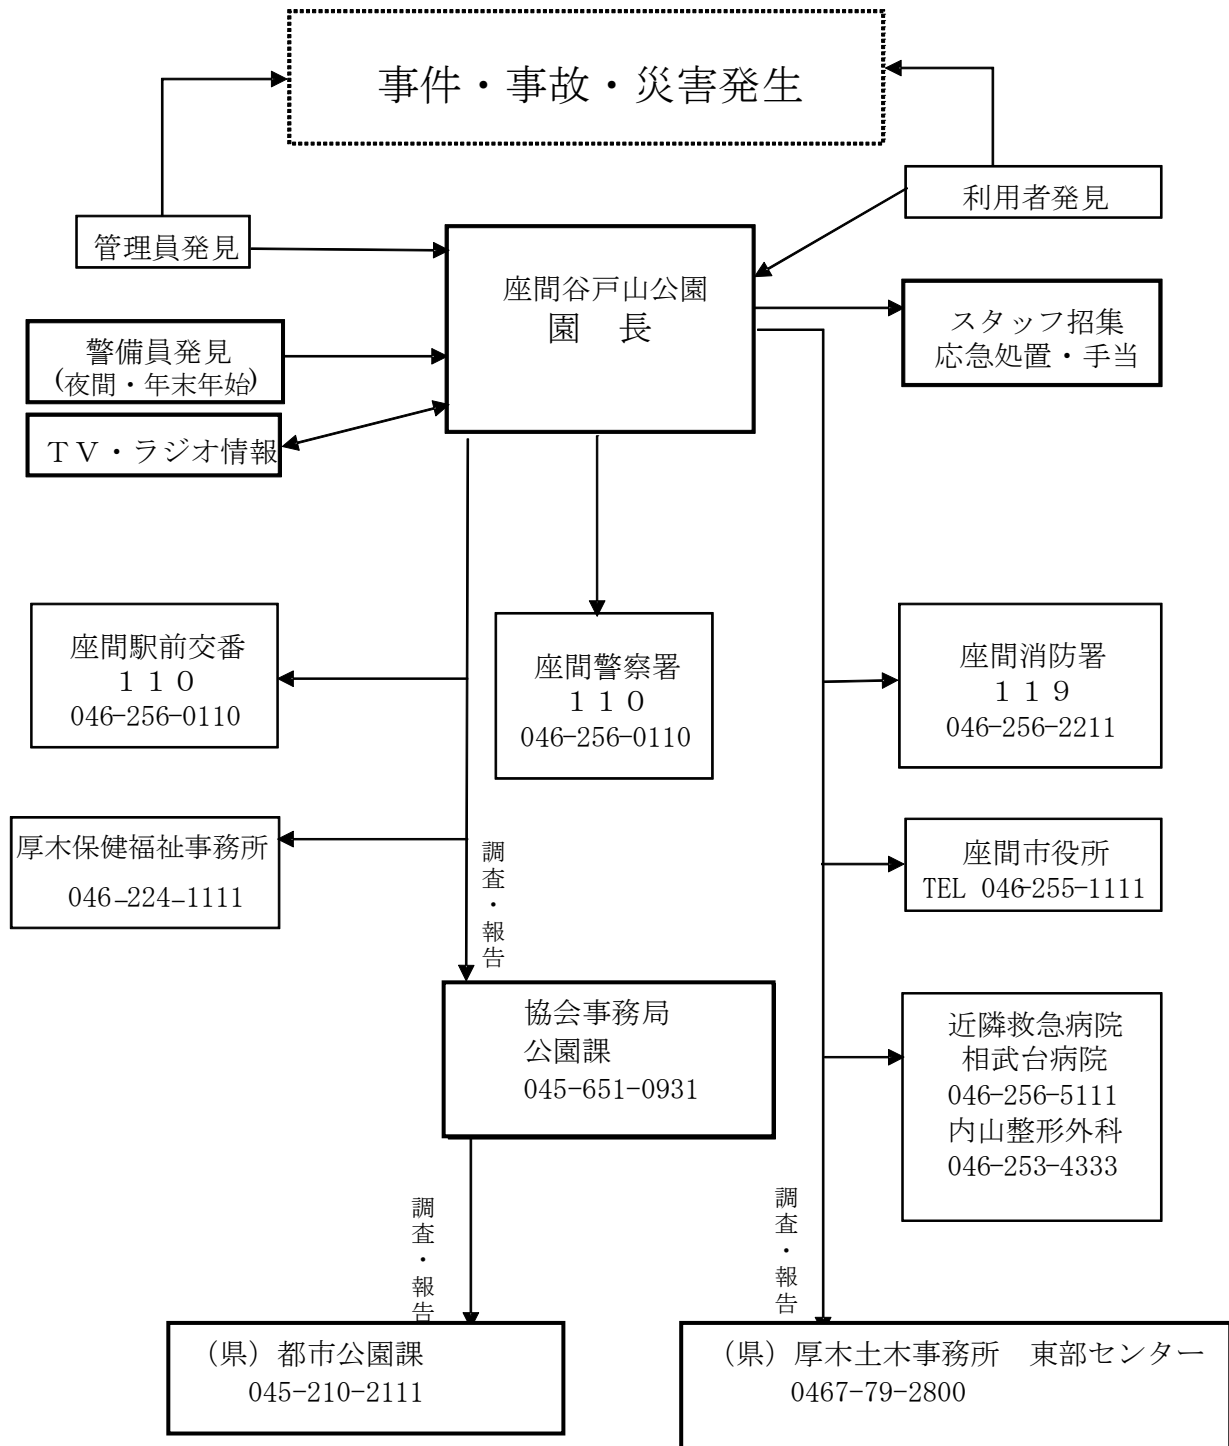 事件・事故・災害発生
利用者発見
管理員発見
座間谷戸山公園
園　長
スタッフ招集
応急処置・手当
警備員発見
(夜間・年末年始)
ＴＶ・ラジオ情報
座間駅前交番
１１０
046-256-0110
座間警察署
１１０
046-256-0110
座間消防署
１１９
046-256-2211
厚木保健福祉事務所
046-224-1111
調査・報告
座間市役所
TEL 046-255-1111
協会事務局
公園課
045-651-0931
近隣救急病院
相武台病院
046-256-5111
内山整形外科
046-253-4333
調査・報告
調査・報告
（県）都市公園課
045-210-2111
（県）厚木土木事務所　東部センター
0467-79-2800